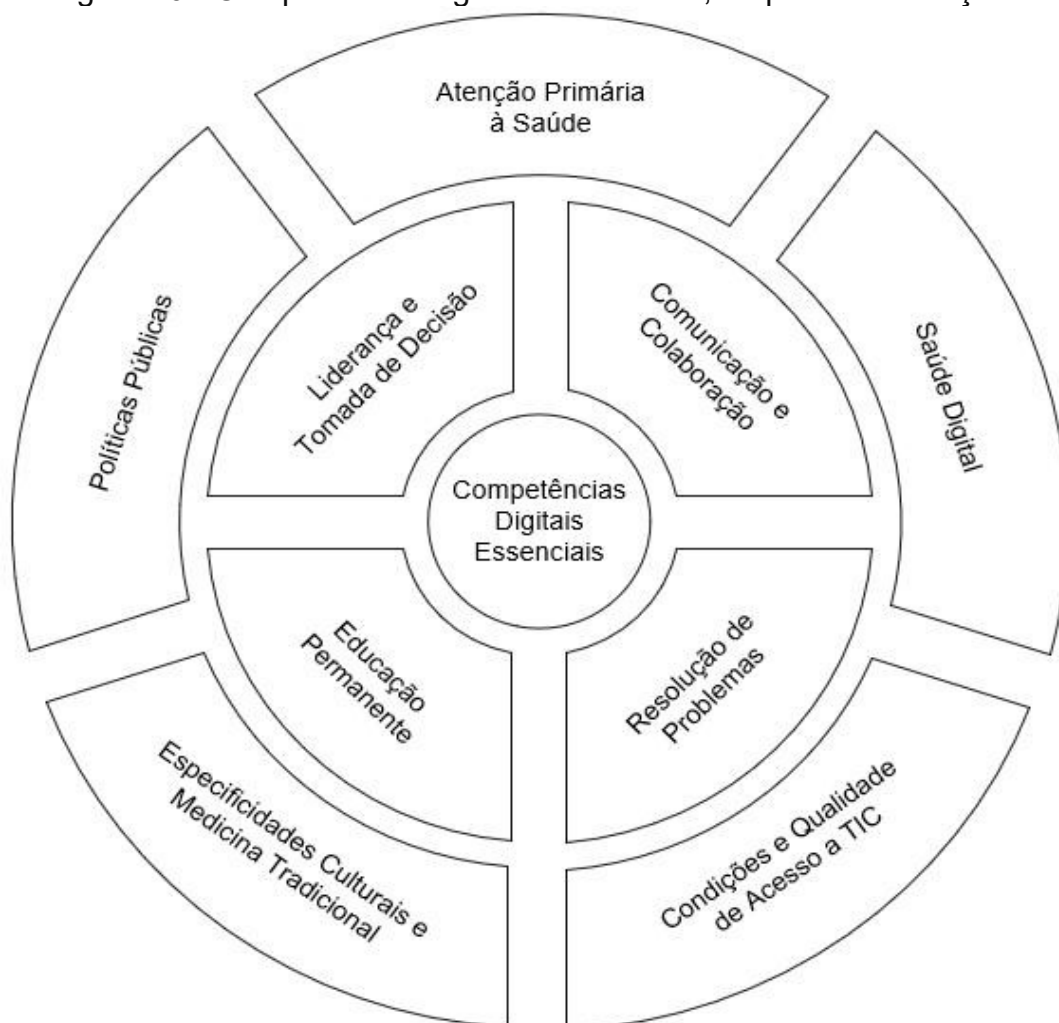 Atenção Primária
à Saúde
Políticas Públicas
Saúde Digital
Liderança e
Tomada de Decisão
Comunicação e
Colaboração
Competências
Digitais
Essenciais
Educação
Permanente
Resolução de
Problemas
Especificidades Culturais e
Medicina Tradicional
Condições e Qualidade
de Acesso a TIC